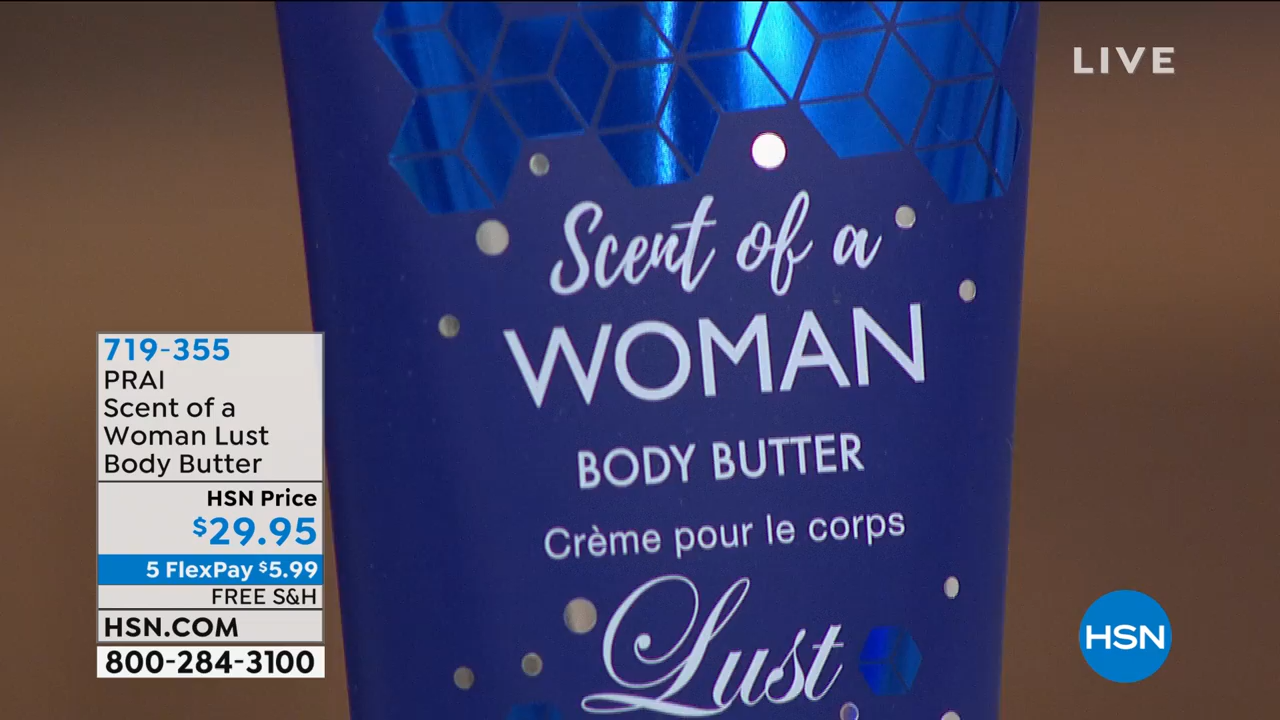 LIVE
Scent of a
WOMAN
BODY BUTTER
Crème pour le corps
Lust
719-355
PRAI
Scent of a
Woman Lust
Body Butter
HSN Price
$29.95
5 FlexPay $5.99
FREE S&H
HSN.COM
800-284-3100
HSN